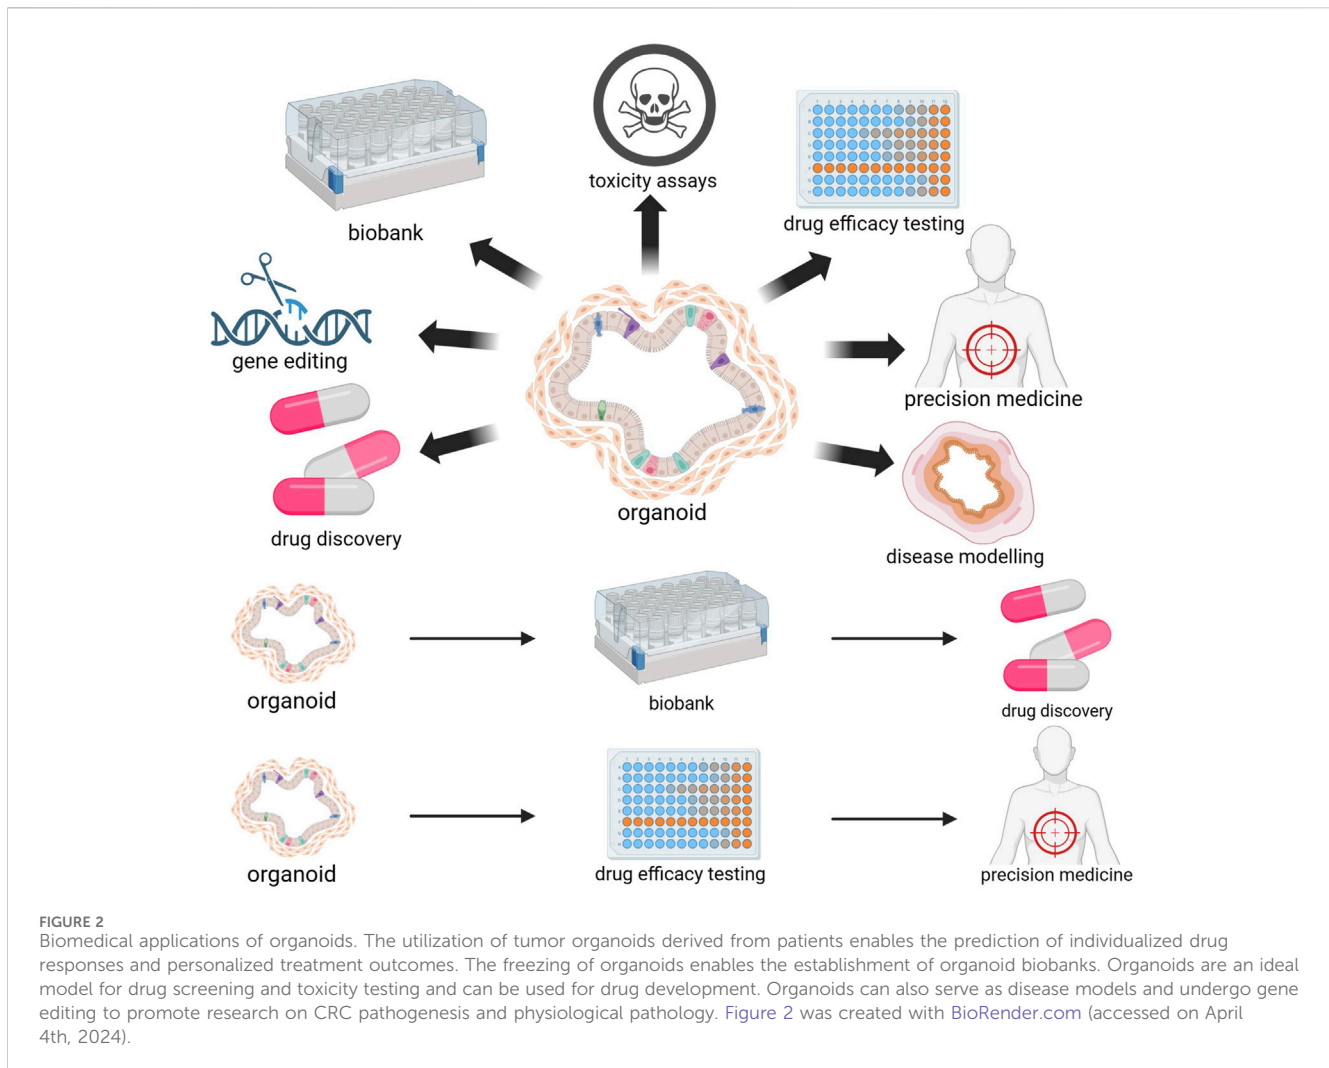 toxicity assays
biobank
drug efficacy testing
gene editing
precision medicine
drug discovery
organoid
disease modelling
organoid
biobank
drug discovery
organoid
drug efficacy testing
precision medicine
FIGURE 2
Biomedical applications of organoids. The utilization of tumor organoids derived from patients enables the prediction of individualized drug
responses and personalized treatment outcomes. The freezing of organoids enables the establishment of organoid biobanks. Organoids are an ideal
model for drug screening and toxicity testing and can be used for drug development. Organoids can also serve as disease models and undergo gene
editing to promote research on CRC pathogenesis and physiological pathology. Figure 2 was created with BioRender.com (accessed on April
4th, 2024).